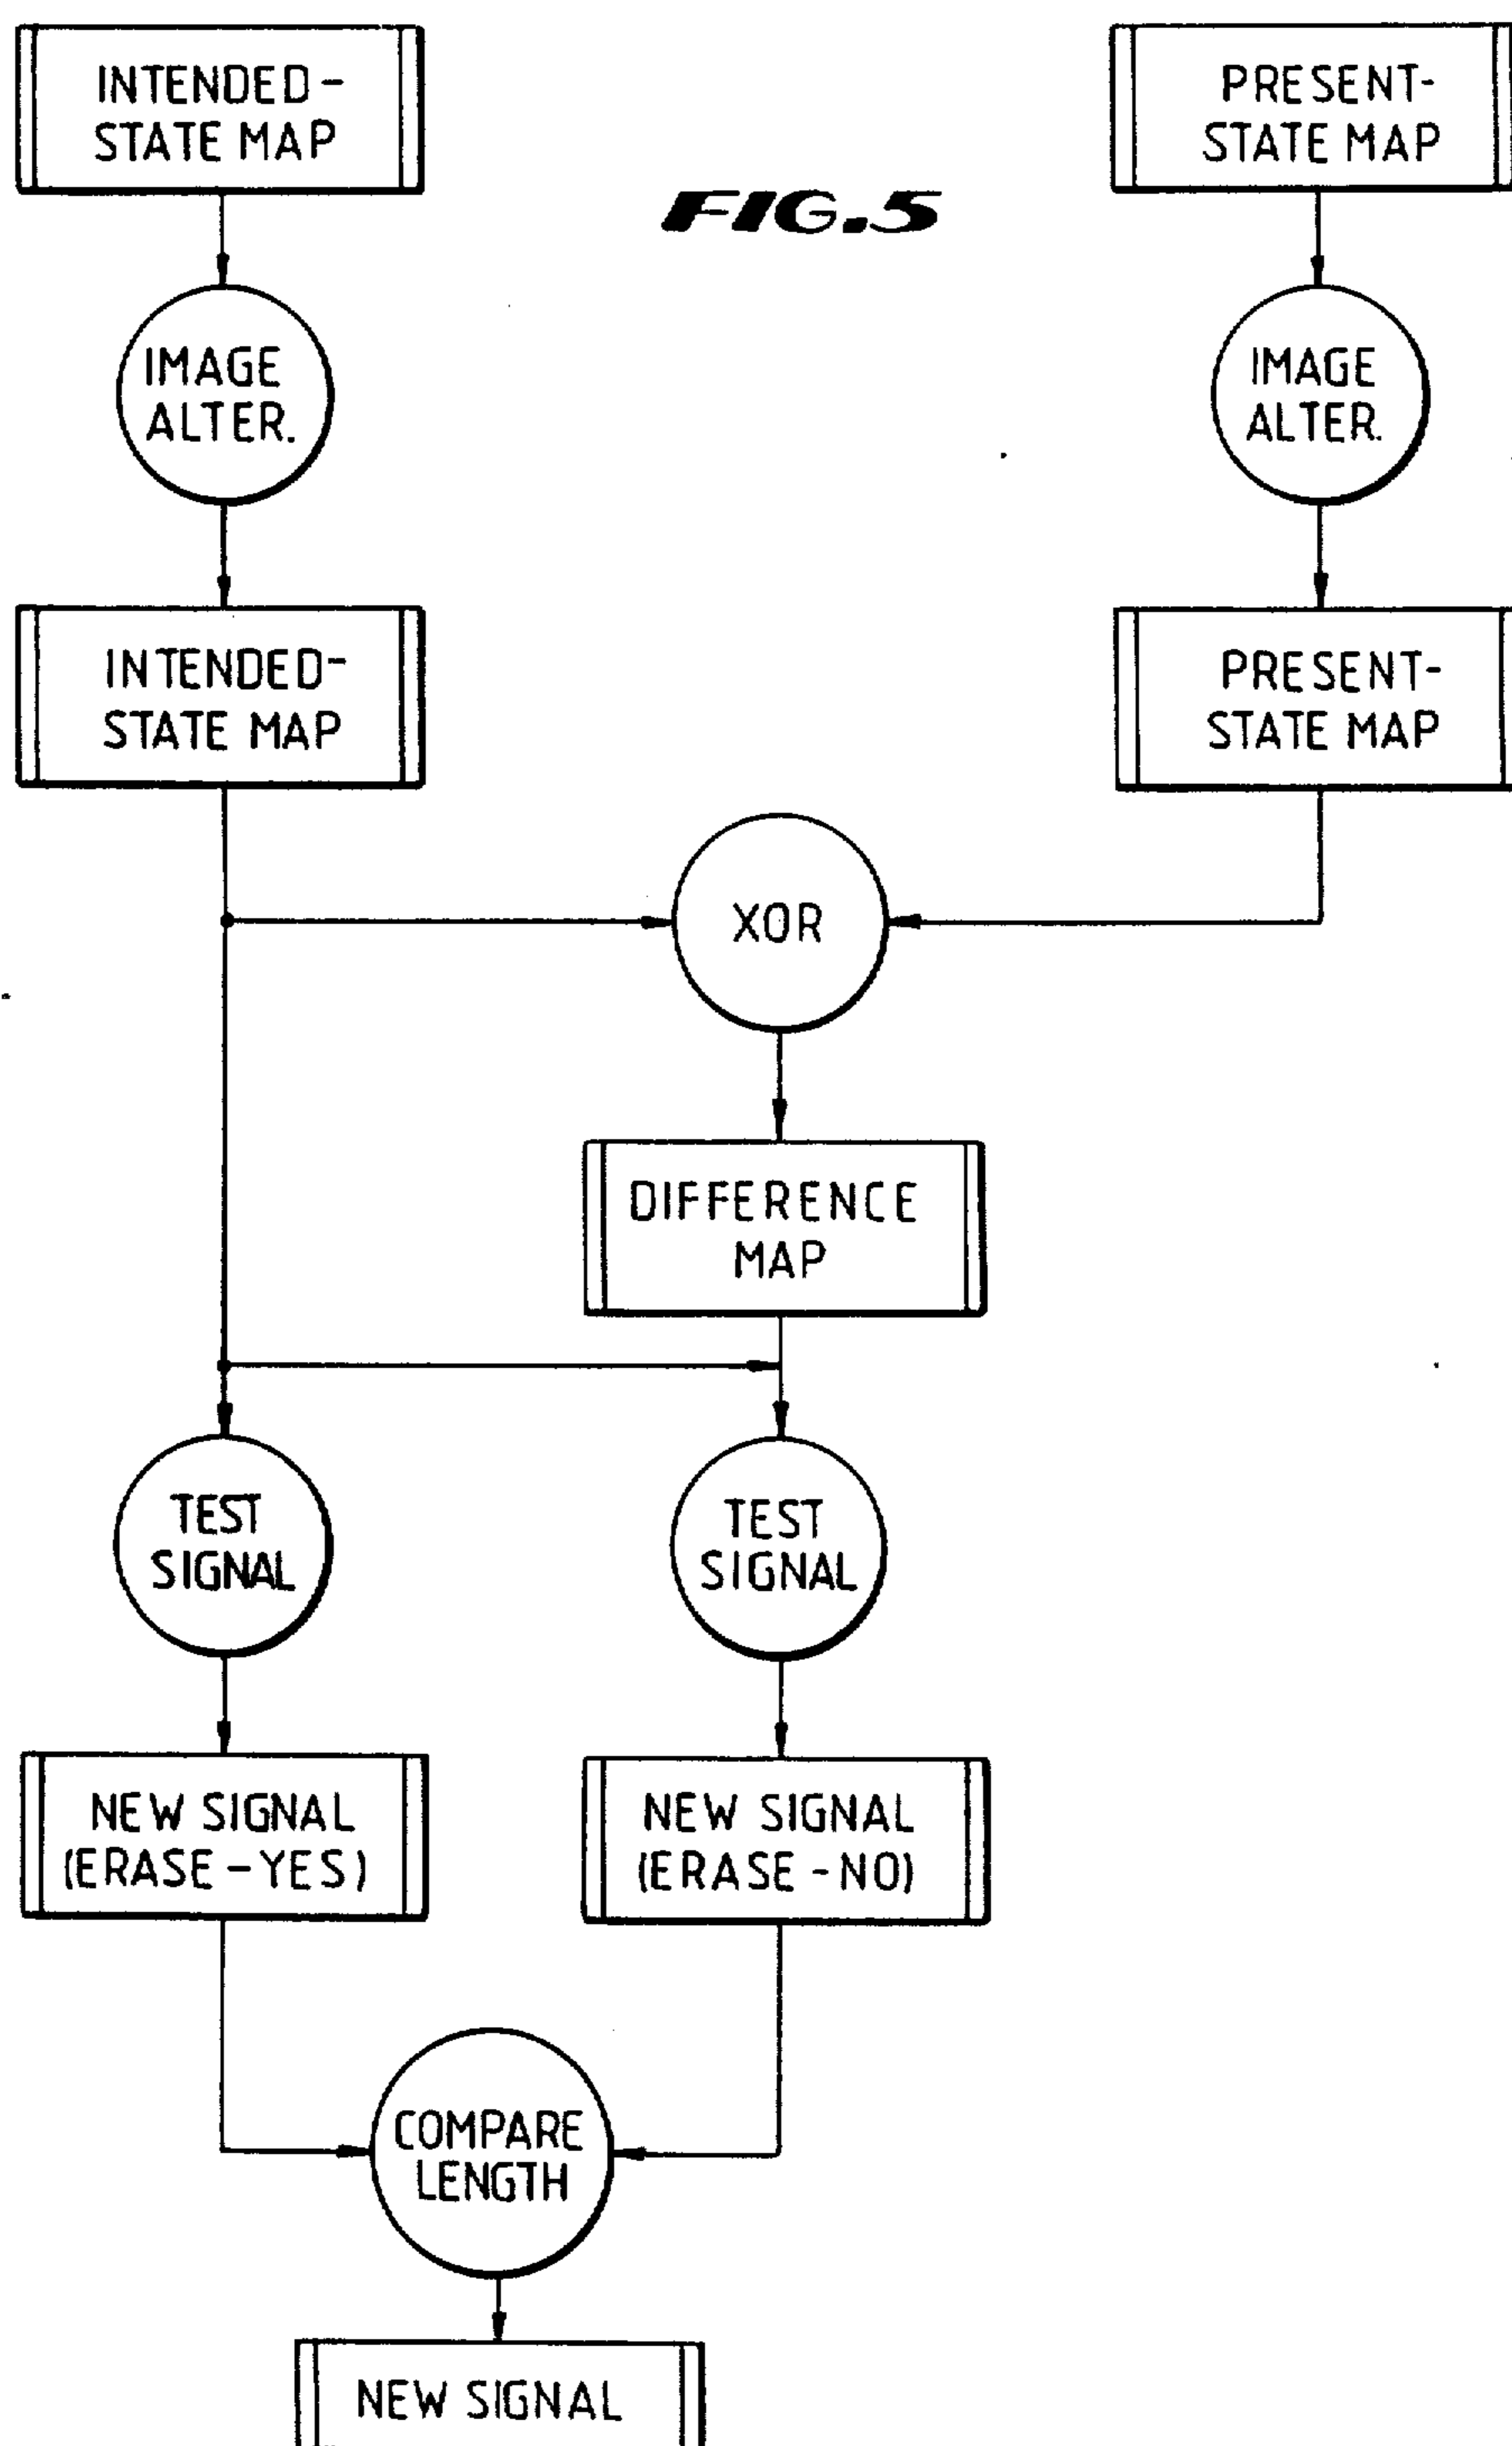 INTENDED-
STATE MAP
PRESENT-
STATE MAP
FIG.5
IMAGE
ALTER.
IMAGE
ALTER.
INTENDED-
STATE MAP
PRESENT-
STATE MAP
XOR
DIFFERENCE
MAP
TEST
SIGNAL
TEST
SIGNAL
NEW SIGNAL
(ERASE-YES)
NEW SIGNAL
(ERASE-NO)
COMPARE
LENGTH
NEW SIGNAL